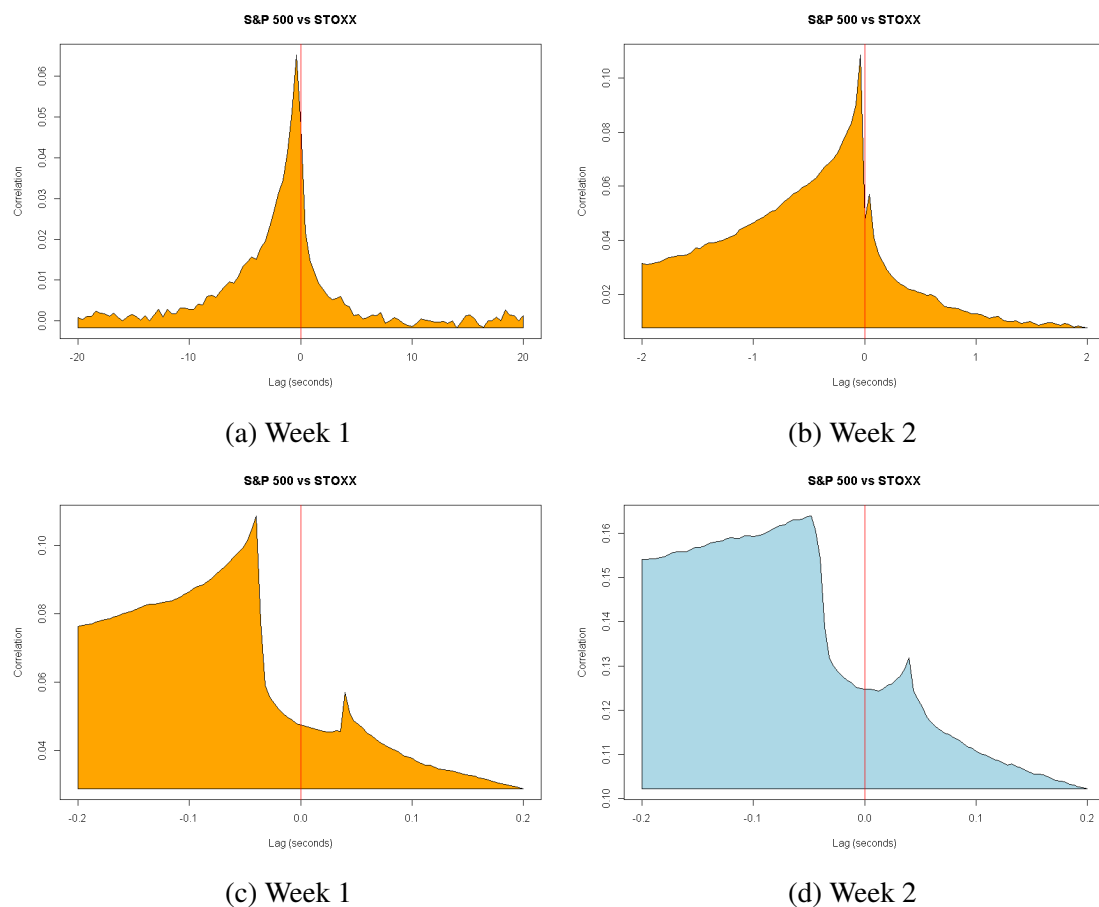 S&P 500 vs STOXX
Correlation
0.00 0.01 0.02 0.03 0.04 0.05 0.06
-20 -10 0 10 20
Lag (seconds)
(a) Week 1
S&P 500 vs STOXX
Correlation
0.02 0.04 0.06 0.08 0.10
-2 -1 0 1 2
Lag (seconds)
(b) Week 2
S&P 500 vs STOXX
Correlation
0.04 0.06 0.08 0.10
-0.2 -0.1 0.0 0.1 0.2
Lag (seconds)
(c) Week 1
S&P 500 vs STOXX
Correlation
0.10 0.11 0.12 0.13 0.14 0.15 0.16
-0.2 -0.1 0.0 0.1 0.2
Lag (seconds)
(d) Week 2